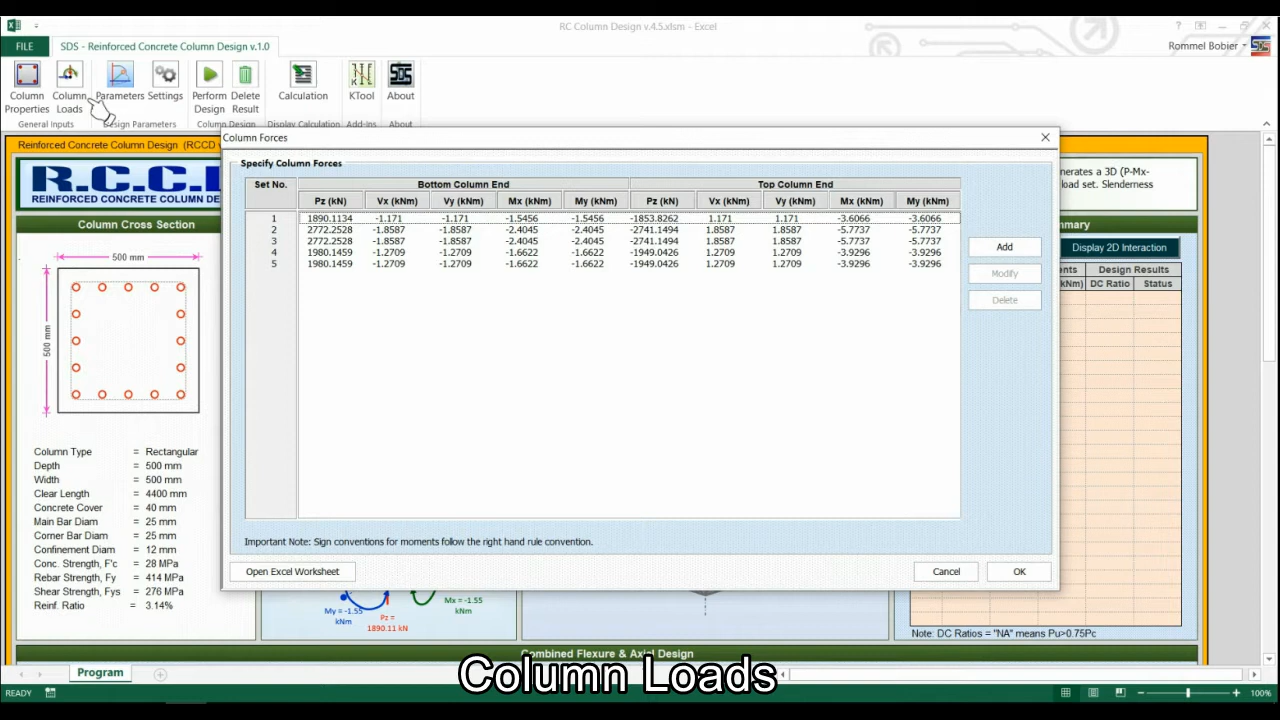 RC Column Design v.4.5.xlsm - Excel
FILE
SDS - Reinforced Concrete Column Design v.1.0
Rommel Bobier
Column Properties
Column Loads
Parameters
Settings
Perform Design
Delete Result
Calculation
KTool
SDS
About
General Inputs
Design Parameters
Column Design
Display Calculation
Add-Ins
About
Reinforced Concrete Column Design (RCCD v
Column Forces
R.C.C.
REINFORCED CONCRETE COLUMN DE
nerates a 3D (P-Mx-
load set. Slenderness
Column Cross Section
mmary
Display 2D Interaction
ents
Design Results
(kNm)
DC Ratio
Status
500 mm
500 mm
Specify Column Forces
Set No.
Bottom Column End
Top Column End
Pz (kN) Vx (kN) Vy (kN) Mx (kN) My (kN) Pz (kN) Vx (kN) Vy (kN) Mx (kN) My (kN)
1 1890.1134 -1.171 -1.171 -1.5456 -1.5456 -1853.8262 1.171 1.171 -3.6066 -3.6066
2 2772.2528 -1.8587 -1.8587 -2.4045 -2.4045 -2741.1494 1.8587 1.8587 -5.7737 -5.7737
3 2772.2528 -1.8587 -1.8587 -2.4045 -2.4045 -2741.1494 1.8587 1.8587 -5.7737 -5.7737
4 1980.1459 -1.2709 -1.2709 -1.6622 -1.6622 -1949.0426 1.2709 1.2709 -3.9296 -3.9296
5 1980.1459 -1.2709 -1.2709 -1.6622 -1.6622 -1949.0426 1.2709 1.2709 -3.9296 -3.9296
Add
Modify
Delete
Important Note: Sign conventions for moments follow the right hand rule convention.
Open Excel Worksheet
Cancel
OK
Column Type = Rectangular
Depth = 500 mm
Width = 500 mm
Clear Length = 4400 mm
Concrete Cover = 40 mm
Main Bar Diam = 25 mm
Corner Bar Diam = 25 mm
Confinement Diam = 12 mm
Conc. Strength, F'c = 28 MPa
Rebar Strength, Fy = 414 MPa
Shear Strength, Fys = 276 MPa
Reinf. Ratio = 3.14%
My = -1.55
kNm
Pz =
1890.11 kN
Mx = -1.55
kNm
Note: DC Ratios = "NA" means Pu>0.75Pc
Combined Flexure & Axial Design
Column Loads
Program
READY
100%